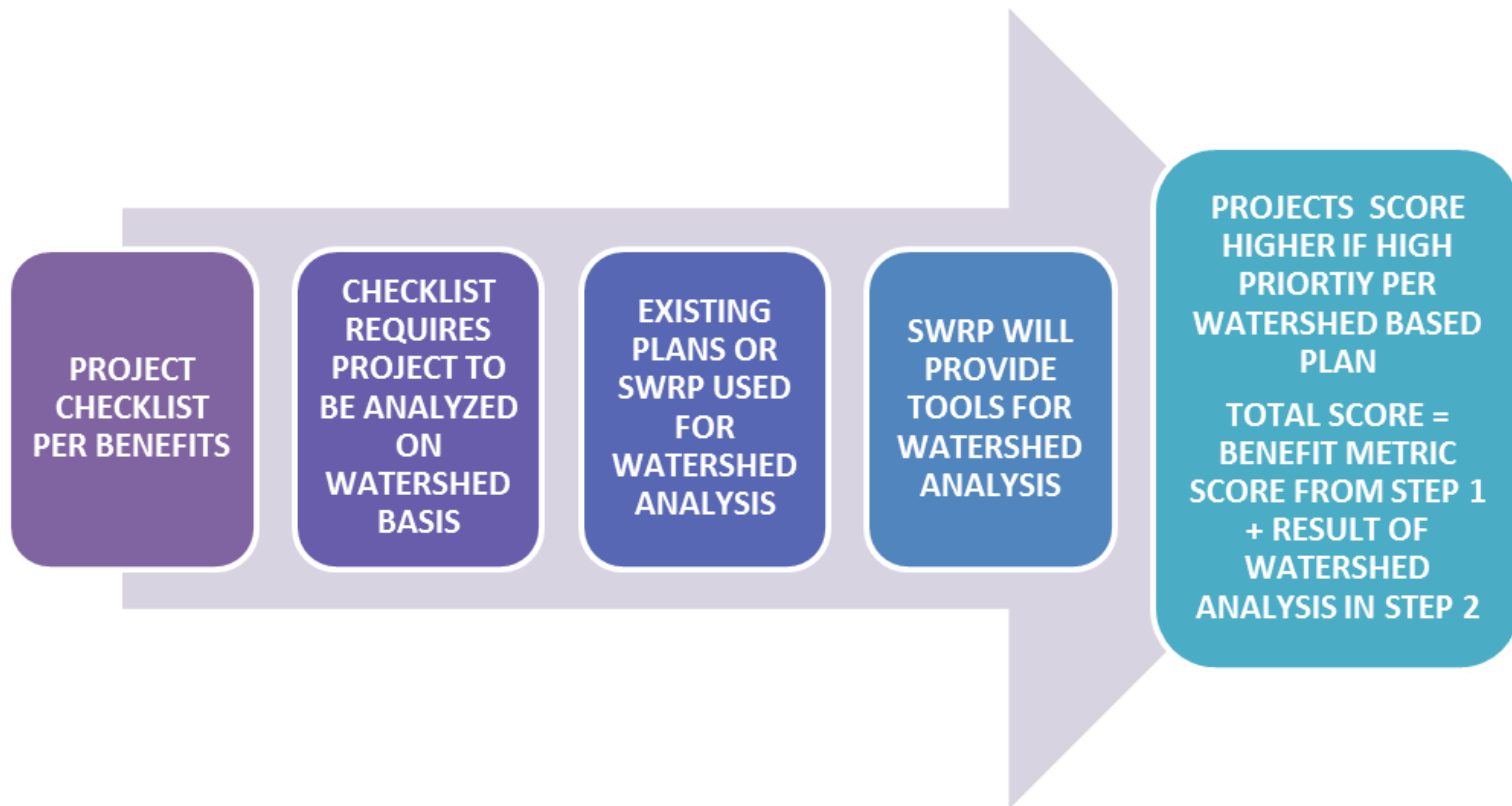 PROJECT
CHECKLIST
PER BENEFITS
CHECKLIST
REQUIRES
PROJECT TO
BE ANALYZED
ON
WATERSHED
BASIS
EXISTING
PLANS OR
SWRP USED
FOR
WATERSHED
ANALYSIS
SWRP WILL
PROVIDE
TOOLS FOR
WATERSHED
ANALYSIS
PROJECTS SCORE
HIGHER IF HIGH
PRIORTIY PER
WATERSHED BASED
PLAN
TOTAL SCORE =
BENEFIT METRIC
SCORE FROM STEP 1
+ RESULT OF
WATERSHED
ANALYSIS IN STEP 2